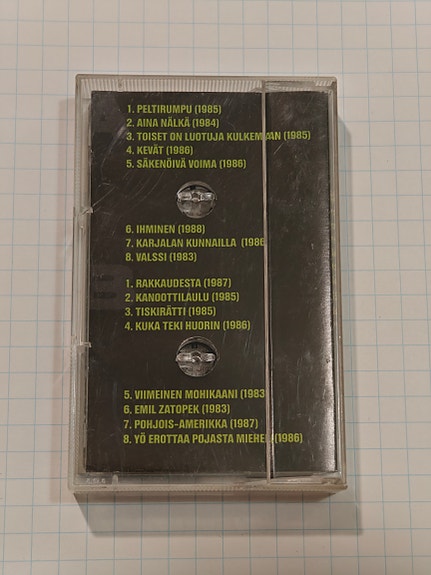 1. PELTIRUMPU (1985)
2. AINA NÄLKÄ (1984)
3. TOISET ON LUOTUJA KULKEMAAN (1985)
4. KEVÄT (1986)
5. SÄKENÖIVÄ VOIMA (1986)
6. IHMINEN (1988)
7. KARJALAN KUNNAILLA (1986
8. VALSSI (1983)
1. RAKKAUDESTA (1987)
2. KANOOTTILAULU (1985)
3. TISKIRÄTTI (1985)
4. KUKA TEKI HUORIN (1986)
5. VIIMEINEN MOHIKAANI (1983
6. EMIL ZATOPEK (1983)
7. POHJOIS-AMERIKKA (1987)
8. YÖ EROTTAA POJASTA MIEHEN (1986)